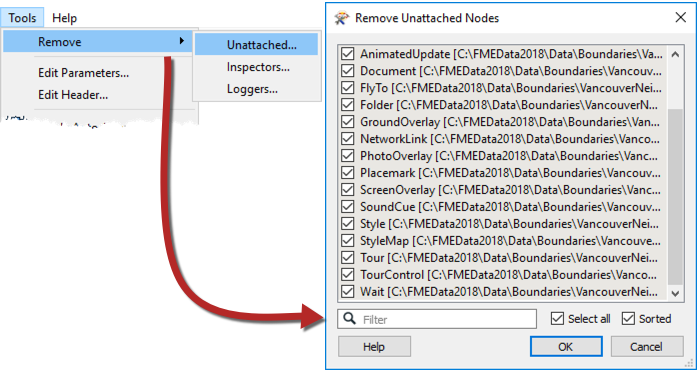 Tools Help
Remove
Edit Parameters...
Edit Header...
Unattached...
Inspectors...
Loggers...
Remove Unattached Nodes
AnimatedUpdate [C:\FMEData2018\Data\Boundaries\Va...
Document [C:\FMEData2018\Data\Boundaries\Vancouv...
FlyTo [C:\FMEData2018\Data\Boundaries\VancouverNei...
Folder [C:\FMEData2018\Data\Boundaries\VancouverN...
GroundOverlay [C:\FMEData2018\Data\Boundaries\Van...
NetworkLink [C:\FMEData2018\Data\Boundaries\Vanco...
PhotoOverlay [C:\FMEData2018\Data\Boundaries\Vanc...
Placemark [C:\FMEData2018\Data\Boundaries\Vancouv...
ScreenOverlay [C:\FMEData2018\Data\Boundaries\Van...
SoundCue [C:\FMEData2018\Data\Boundaries\Vancouv...
Style [C:\FMEData2018\Data\Boundaries\VancouverNei...
StyleMap [C:\FMEData2018\Data\Boundaries\Vancouve...
Tour [C:\FMEData2018\Data\Boundaries\VancouverNei...
TourControl [C:\FMEData2018\Data\Boundaries\Vanco...
Wait [C:\FMEData2018\Data\Boundaries\VancouverNei...
Filter
Select all
Sorted
Help
OK
Cancel